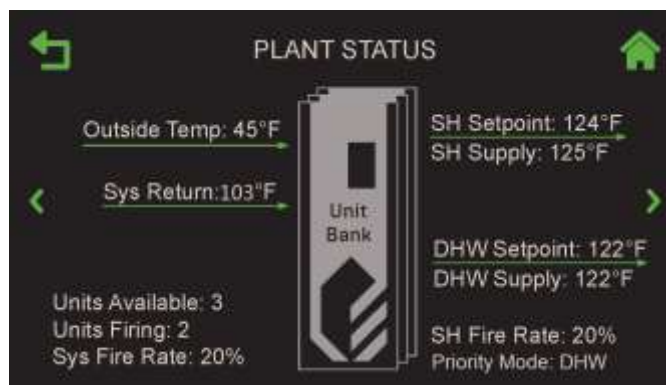 PLANT STATUS
Outside Temp: 45°F
Sys Return:103°F
Unit
Bank
SH Setpoint: 124°F
SH Supply: 125°F
DHW Setpoint: 122°F
DHW Supply: 122°F
Units Available: 3
Units Firing: 2
Sys Fire Rate: 20%
SH Fire Rate: 20%
Priority Mode: DHW